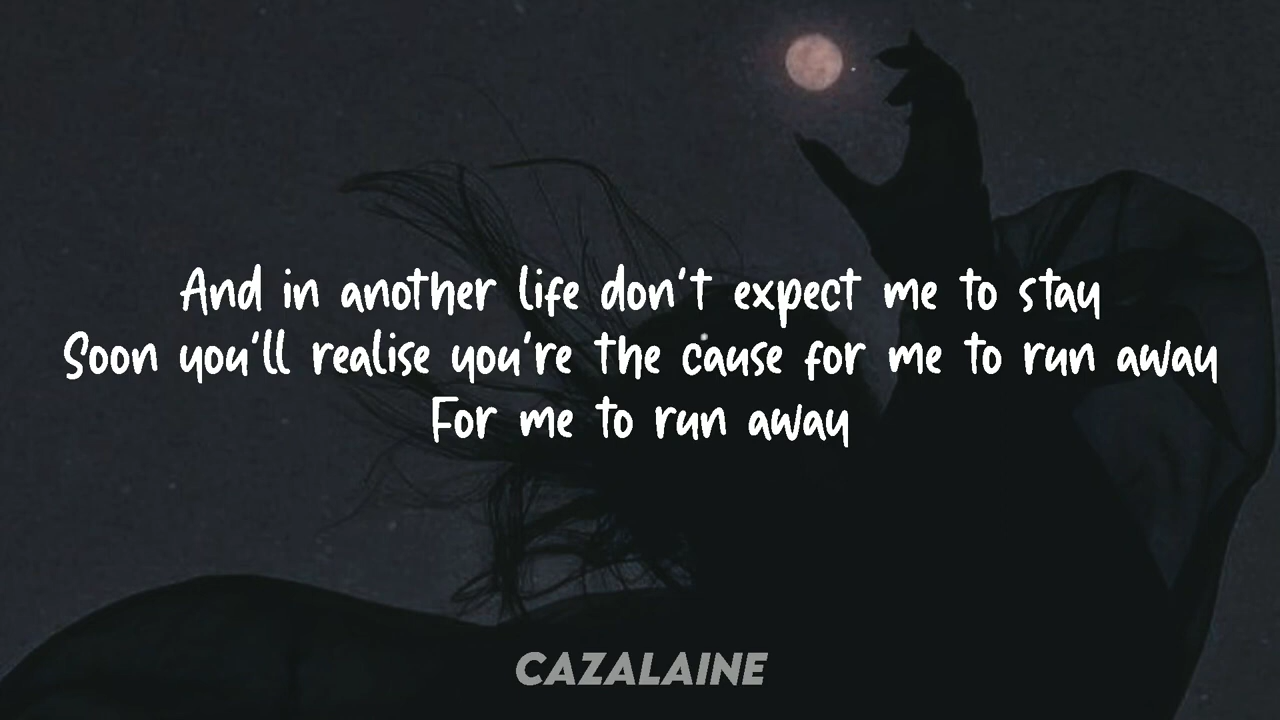 And in another life don't expect me to stay
Soon you'll realise you're the cause for me to run away
For me to run away
CAZALAINE